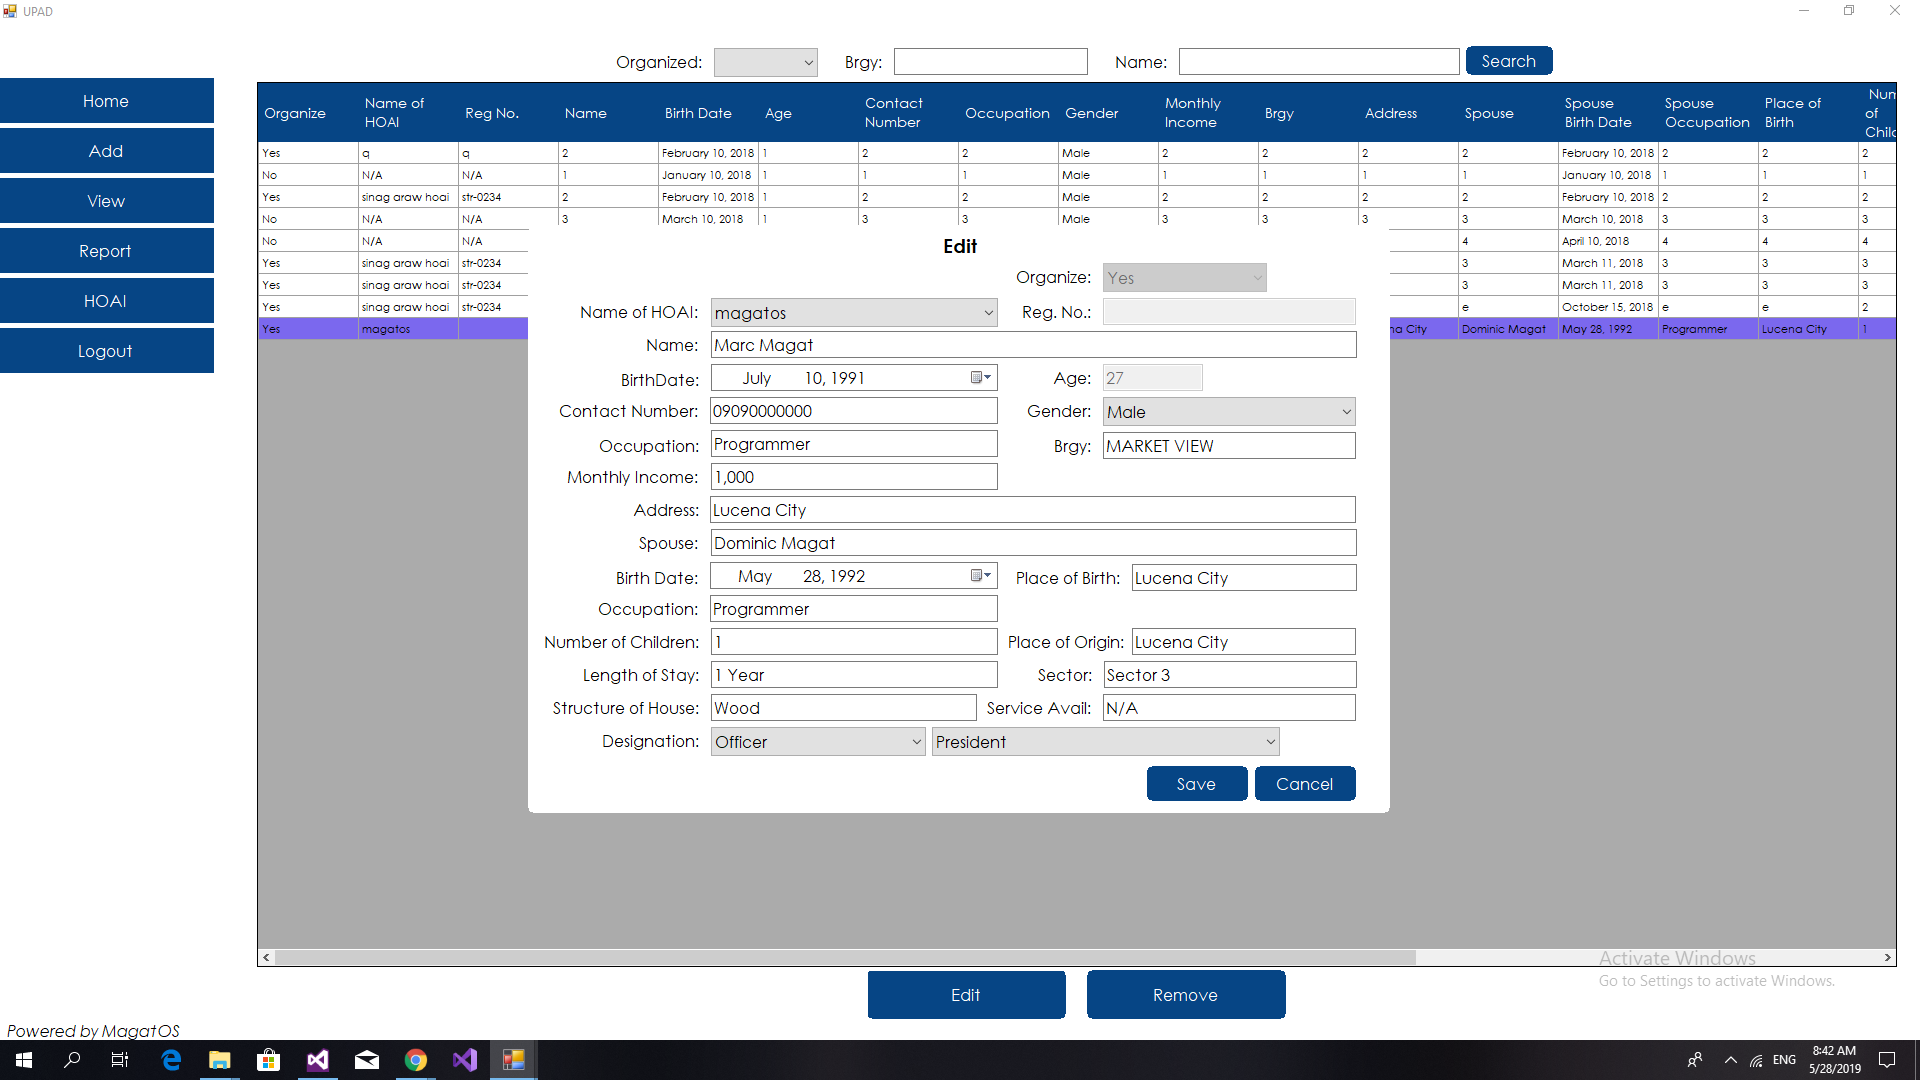 UPAD
Organized: Brgy: Name: Search
Home
Add
View
Report
HOAI
Logout
Organize Name of HOAI Reg No. Name Birth Date Age Contact Number Occupation Gender Monthly Income Brgy Address Spouse Spouse Birth Date Spouse Occupation Place of Birth Num of Chilc
Yes q q 2 February 10, 2018 1 2 2 Male 2 2 2 2 February 10, 2018 2 2 2
No N/A N/A 1 January 10, 2018 1 1 1 Male 1 1 1 1 January 10, 2018 1 1 1
Yes sinag araw hoai str-0234 2 February 10, 2018 1 2 2 Male 2 2 2 2 February 10, 2018 2 2 2
No N/A N/A 3 March 10, 2018 1 3 3 Male 3 3 3 3 March 10, 2018 3 3 3
No N/A N/A 4 April 10, 2018 4 4 4
Yes sinag araw hoai str-0234 3 March 11, 2018 3 3 3
Yes sinag araw hoai str-0234 3 March 11, 2018 3 3 3
Yes sinag araw hoai str-0234 e October 15, 2018 e e 2
Yes magatos na City Dominic Magat May 28, 1992 Programmer Lucena City 1
Edit
Organize: Yes
Name of HOAI: magatos Reg. No.:
Name: Marc Magat
BirthDate: July 10, 1991 Age: 27
Contact Number: 09090000000 Gender: Male
Occupation: Programmer Brgy: MARKET VIEW
Monthly Income: 1,000
Address: Lucena City
Spouse: Dominic Magat
Birth Date: May 28, 1992 Place of Birth: Lucena City
Occupation: Programmer
Number of Children: 1 Place of Origin: Lucena City
Length of Stay: 1 Year Sector: Sector 3
Structure of House: Wood Service Avail: N/A
Designation: Officer President
Save Cancel
Activate Windows
Go to Settings to activate Windows.
Edit Remove
Powered by MagatOS
ENG 8:42 AM
5/28/2019